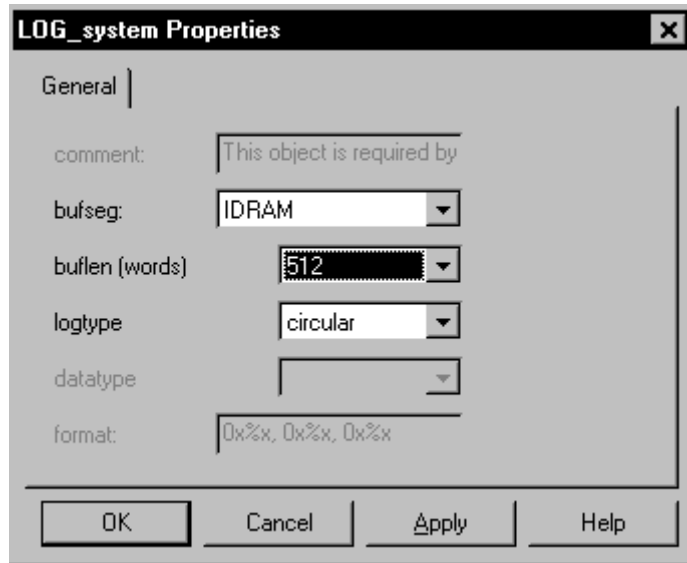 LOG_system Properties
General
comment: This object is required by
bufseg: IDRAM
buflen (words) 512
logtype circular
datatype
format: 0x%x, 0x%x, 0x%x
OK Cancel Apply Help